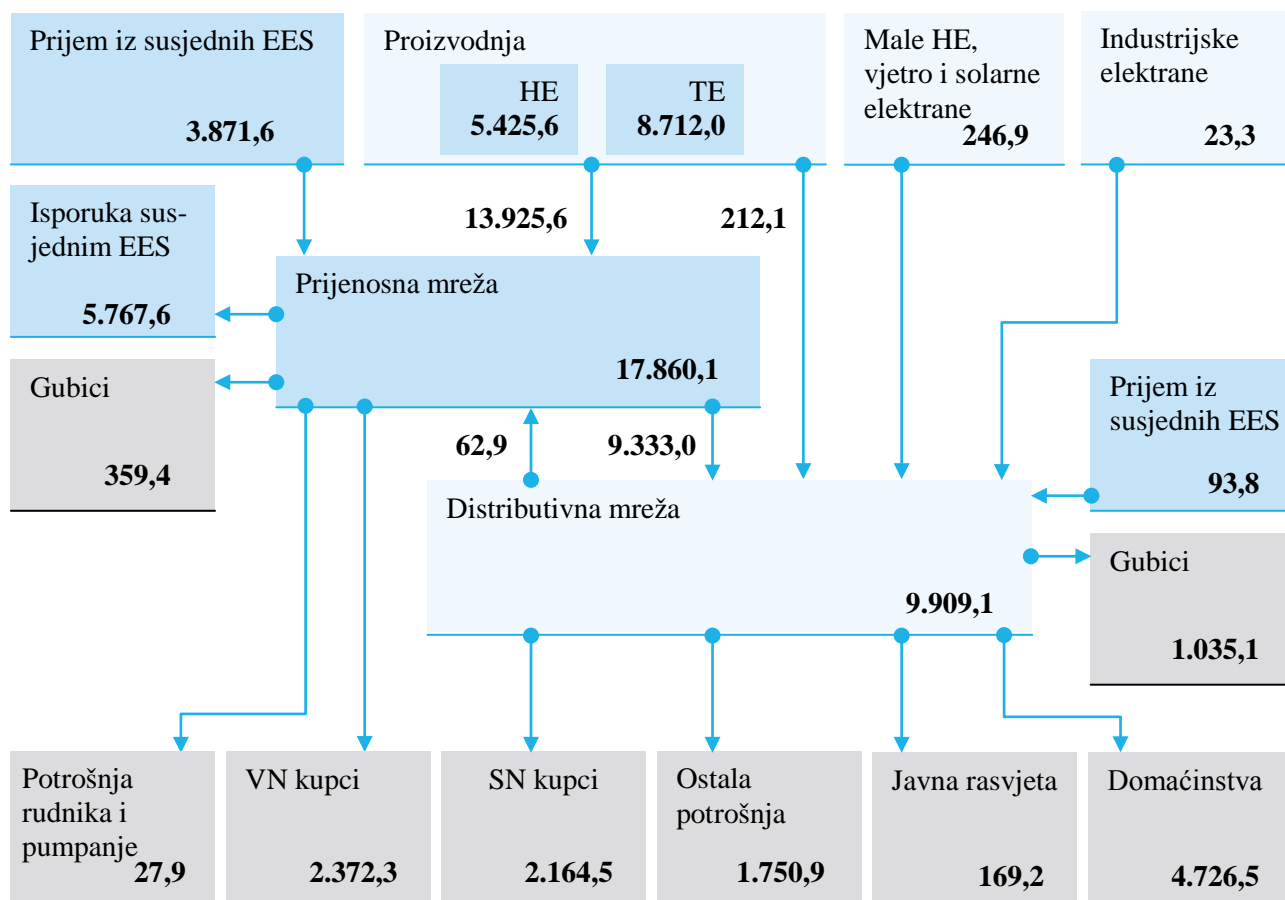 Prijem iz susjednih EES
3.871,6
Proizvodnja
HE
5.425,6
TE
8.712,0
Male HE,
vjetro i solarne
elektrane
246,9
Industrijske
elektrane
23,3
Isporuka sus-
jednim EES
5.767,6
13.925,6
212,1
Prijenosna mreža
17.860,1
Gubici
359,4
62,9
9.333,0
Prijem iz
susjednih EES
93,8
Distributivna mreža
9.909,1
Gubici
1.035,1
Potrošnja
rudnika i
pumpanje
27,9
VN kupci
2.372,3
SN kupci
2.164,5
Ostala
potrošnja
1.750,9
Javna rasvjeta
169,2
Domaćinstva
4.726,5